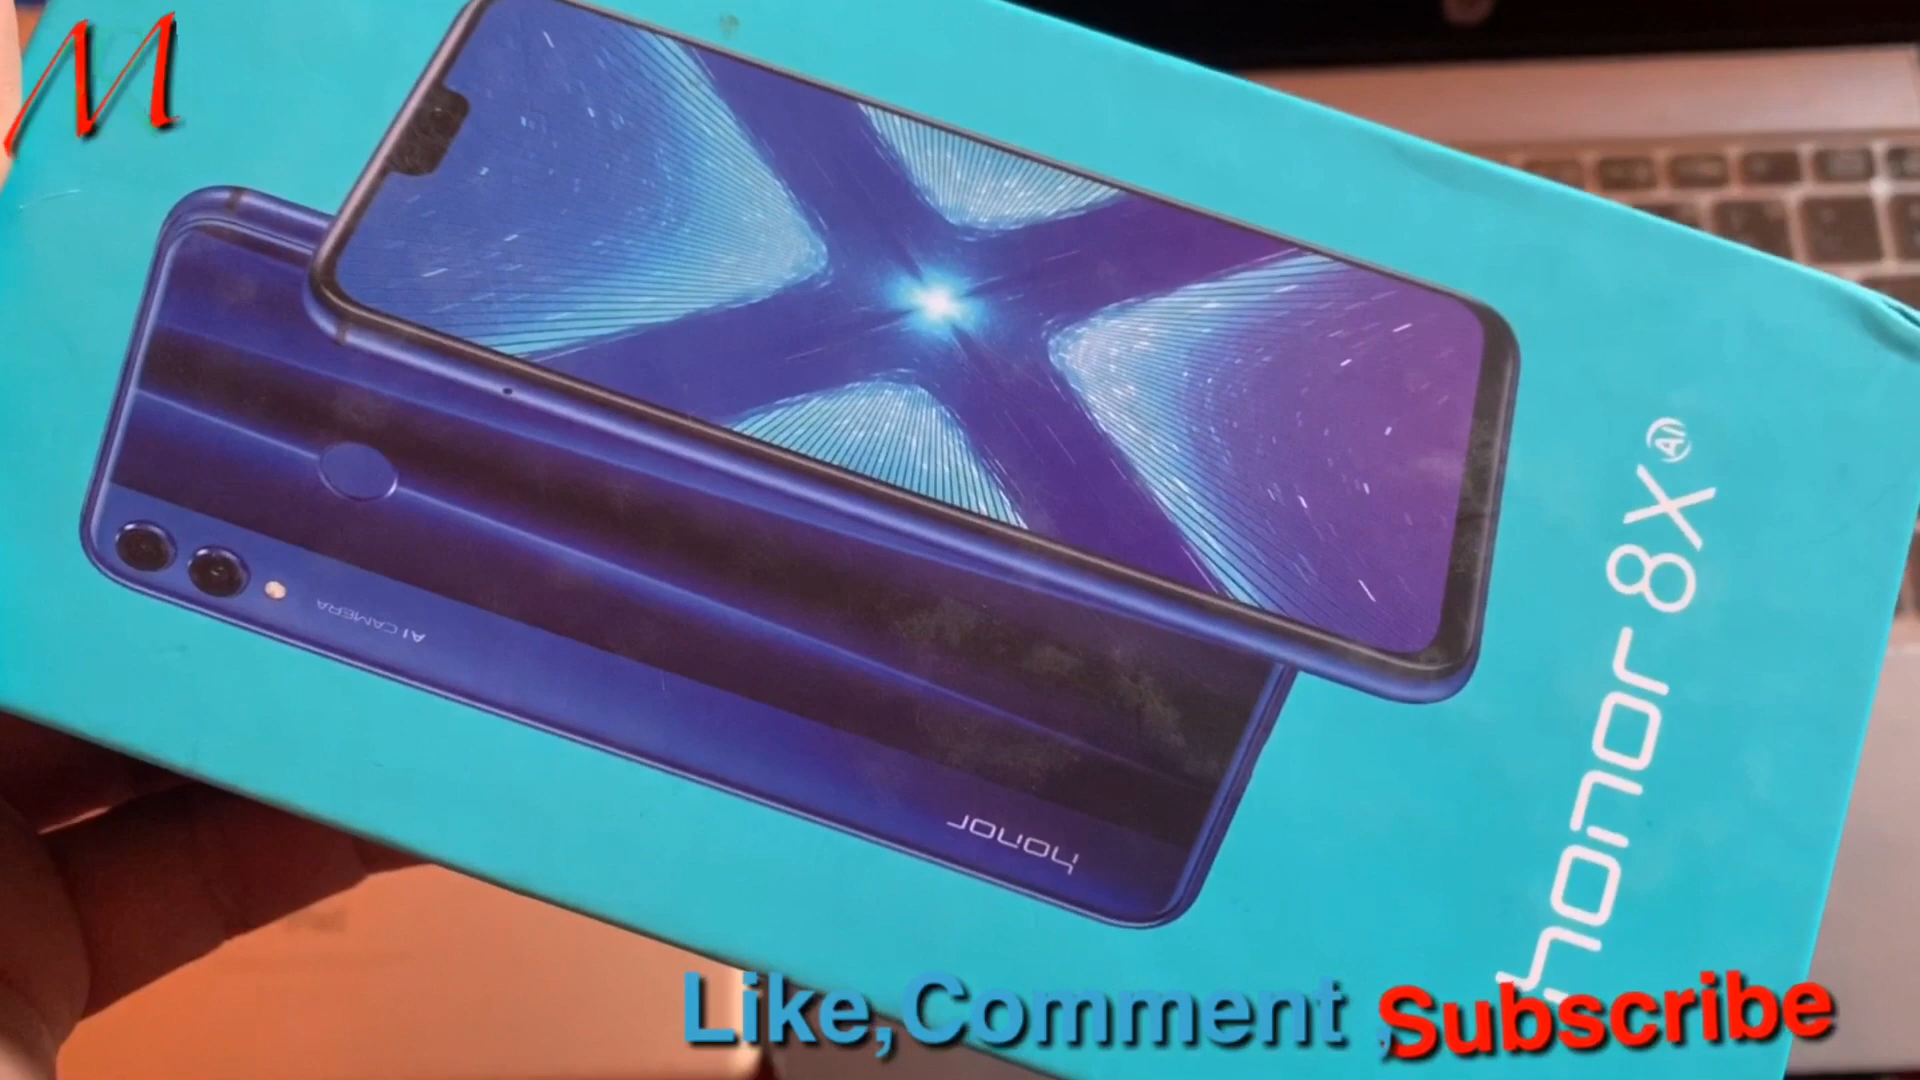 M
honor 8X AI
AI CAMERA
honor
Like,Comment ,Subscribe